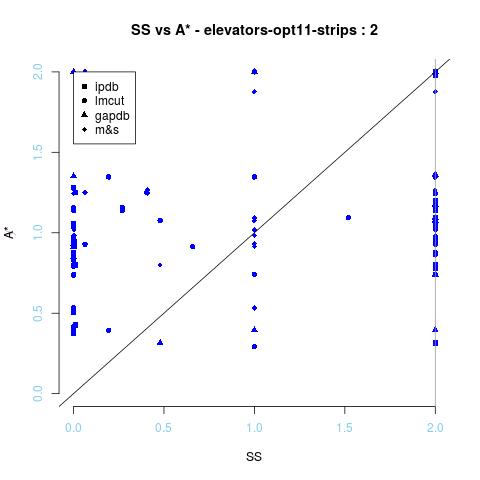 SS vs A* - elevators-opt11-strips : 2
ipdb
lmcut
gapdb
m&s
2.0
1.5
1.0
0.5
0.0
A*
0.0 0.5 1.0 1.5 2.0
SS